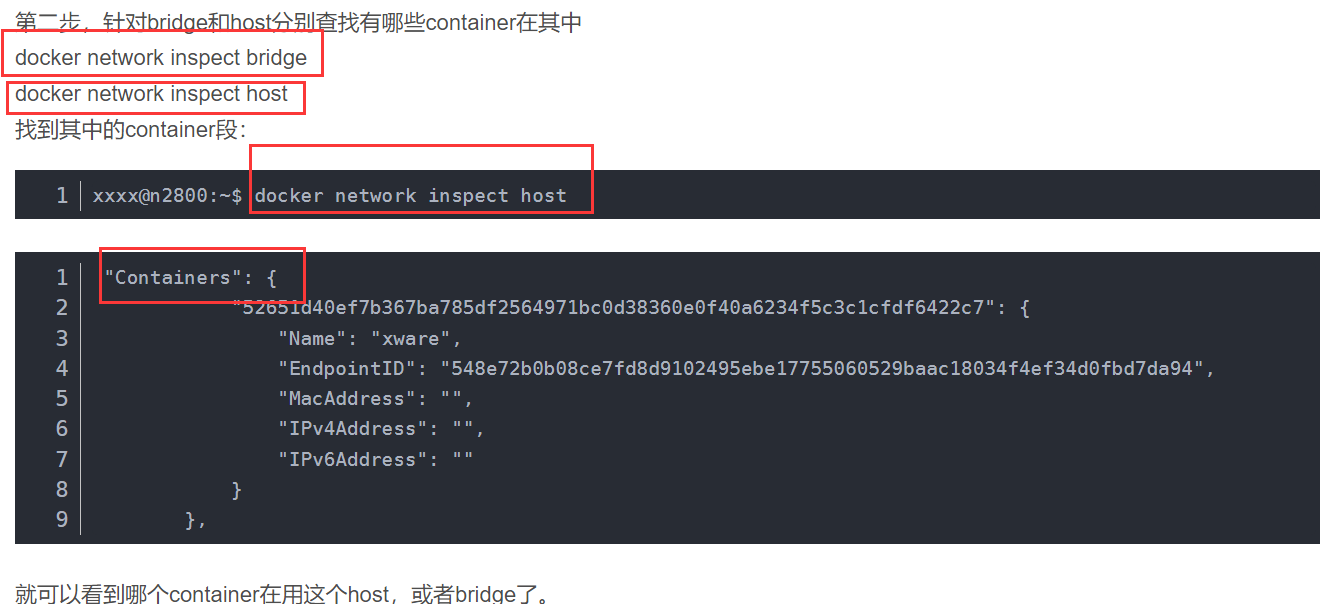 第二步，针对bridge和host分别查找有哪些container在其中
docker network inspect bridge
docker network inspect host
找到其中的container段：
1 xxxx@n2800:~$ docker network inspect host
1 "Containers": {
2 "52651d40ef7b367ba785df2564971bc0d38360e0f40a6234f5c3c1cfdf6422c7": {
3 "Name": "xware",
4 "EndpointID": "548e72b0b08ce7fd8d9102495ebe17755060529baac18034f4ef34d0fbd7da94",
5 "MacAddress": "",
6 "IPv4Address": "",
7 "IPv6Address": ""
8 }
9 },
就可以看到哪个container在用这个host，或者bridge了。